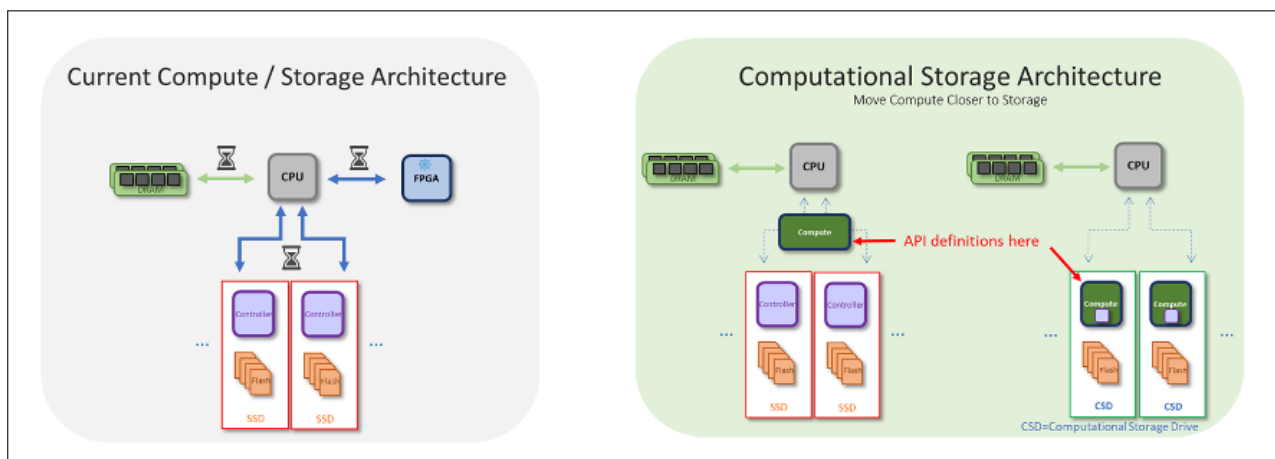 Current Compute / Storage Architecture
DRAM
CPU
FPGA
Controller
Controller
...
...
Flash
Flash
SSD
SSD
Computational Storage Architecture
Move Compute Closer to Storage
DRAM
CPU
DRAM
CPU
Compute
API definitions here
Controller
Controller
Compute
Compute
...
...
...
...
Flash
Flash
Flash
Flash
SSD
SSD
CSD
CSD
CSD=Computational Storage Drive